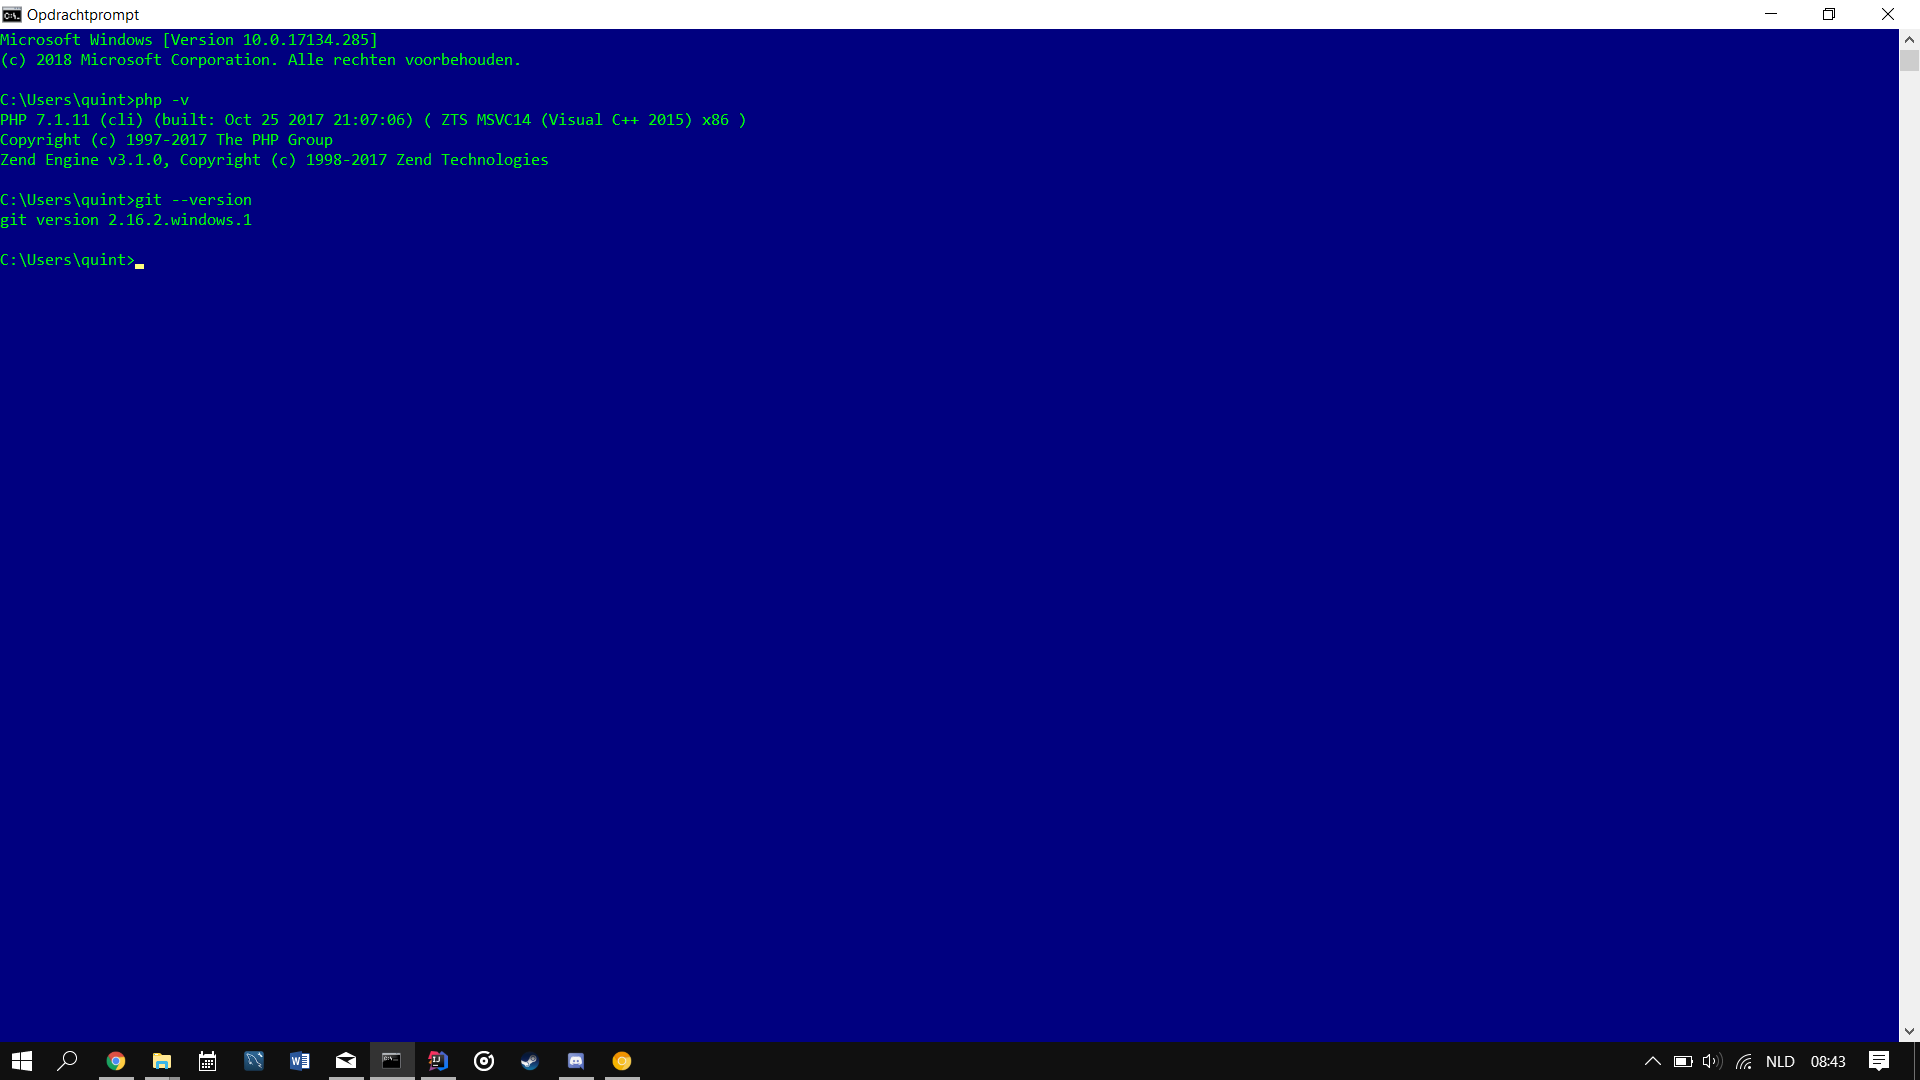 Opdrachtprompt
Microsoft Windows [Version 10.0.17134.285]
(c) 2018 Microsoft Corporation. Alle rechten voorbehouden.
C:\Users\quint>php -v
PHP 7.1.11 (cli) (built: Oct 25 2017 21:07:06) ( ZTS MSVC14 (Visual C++ 2015) x86 )
Copyright (c) 1997-2017 The PHP Group
Zend Engine v3.1.0, Copyright (c) 1998-2017 Zend Technologies
C:\Users\quint>git --version
git version 2.16.2.windows.1
C:\Users\quint>
NLD 08:43